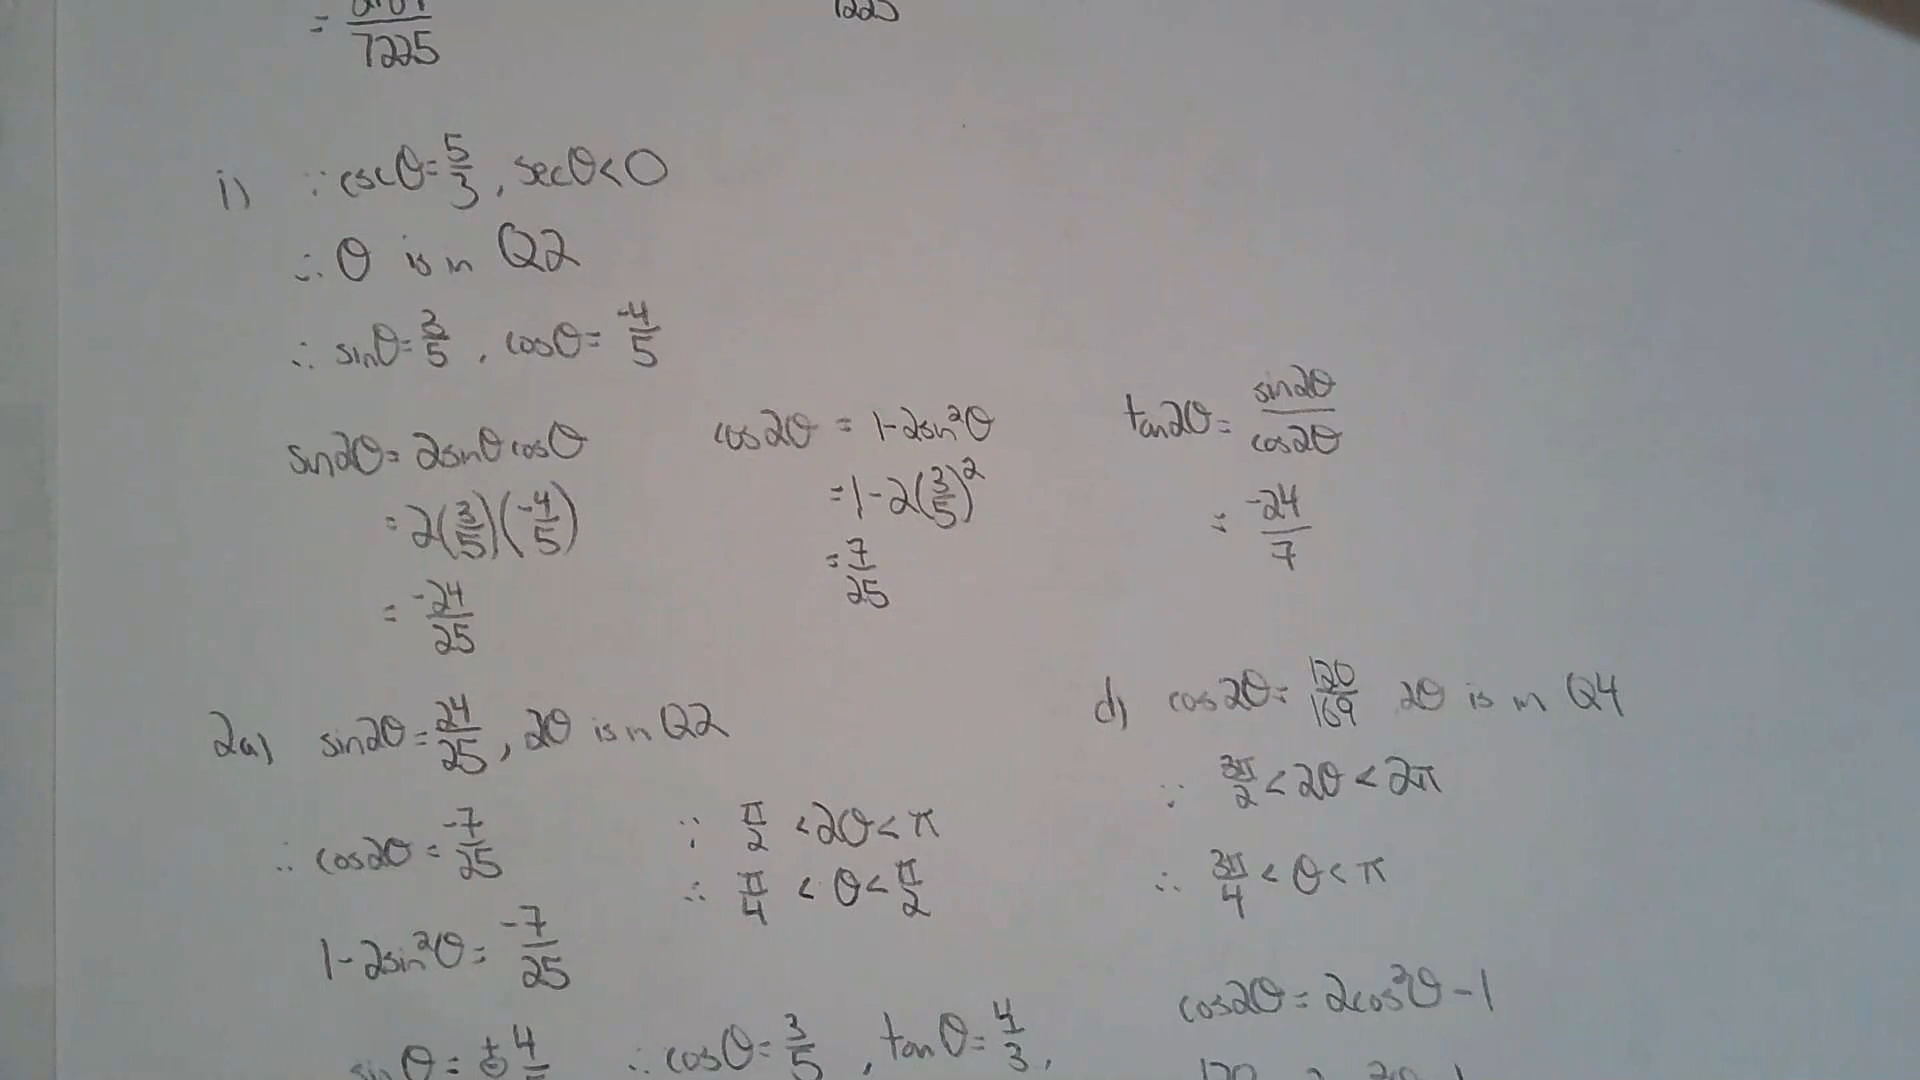 = /7225
i) ∵ cscθ = 5/3, secθ < 0
∴ θ is in Q2
∴ sinθ = 3/5, cosθ = -4/5
sin2θ = 2sinθcosθ
= 2(3/5)(-4/5)
= -24/25
cos2θ = 1-2sin²θ
= 1-2(3/5)²
= 7/25
tan2θ = sin2θ/cos2θ
= -24/7
2a) sin2θ = 24/25, 2θ is in Q2
∴ cos2θ = -7/25
∵ π/2 < 2θ < π
∴ π/4 < θ < π/2
1-2sin²θ = -7/25
sinθ = ±4/
∴ cosθ = 3/5, tanθ = 4/3,
d) cos2θ = 120/169 2θ is in Q4
∵ 3π/2 < 2θ < 2π
∴ 3π/4 < θ < π
cos2θ = 2cos²θ - 1